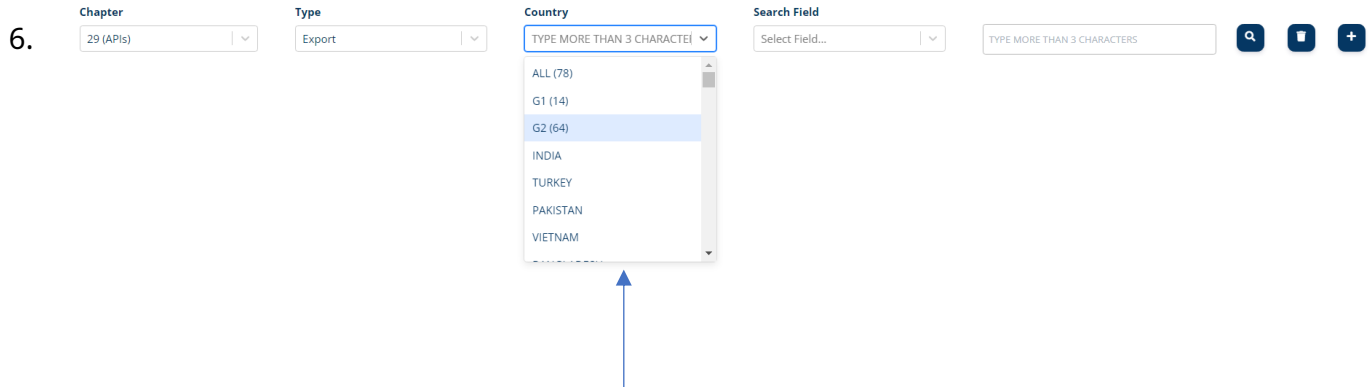 6.
Chapter
Type
Country
Search Field
29 (APIs)
Export
TYPE MORE THAN 3 CHARACTE
Select Field...
TYPE MORE THAN 3 CHARACTERS
ALL (78)
G1 (14)
G2 (64)
INDIA
TURKEY
PAKISTAN
VIETNAM